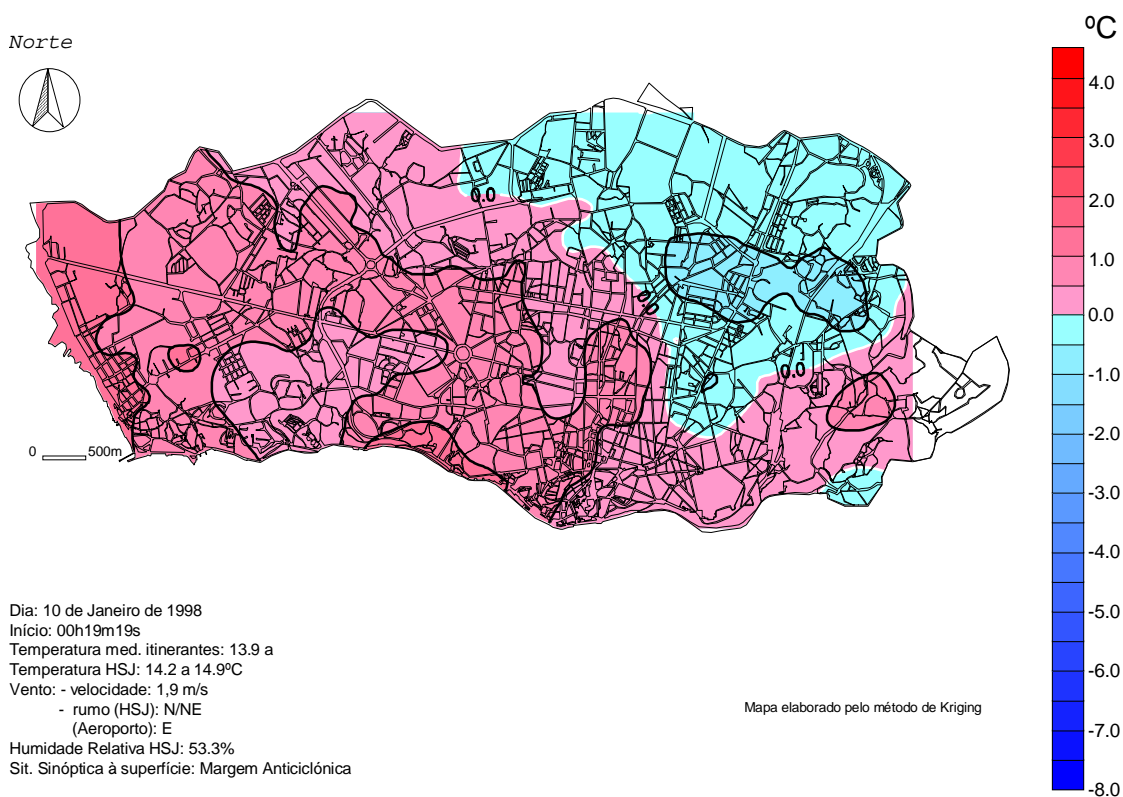 ºC
Norte
4.0
3.0
2.0
1.0
0.0
-1.0
-2.0
-3.0
-4.0
-5.0
-6.0
-7.0
-8.0
0.0
0.0
0.0
0 500m
Dia: 10 de Janeiro de 1998
Início: 00h19m19s
Temperatura med. itinerantes: 13.9 a
Temperatura HSJ: 14.2 a 14.9ºC
Vento: - velocidade: 1,9 m/s
- rumo (HSJ): N/NE
(Aeroporto): E
Humidade Relativa HSJ: 53.3%
Sit. Sinóptica à superfície: Margem Anticiclónica
Mapa elaborado pelo método de Kriging